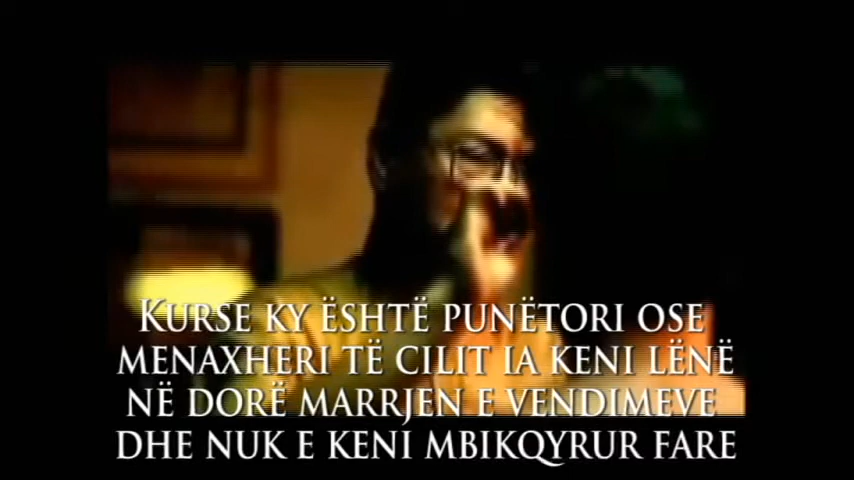 KURSE KY ËSHTË PUNËTORI OSE
MENAXHERI TË CILIT IA KENI LËNË
NË DORË MARRJEN E VENDIMEVE
DHE NUK E KENI MBIKQYRUR FARE